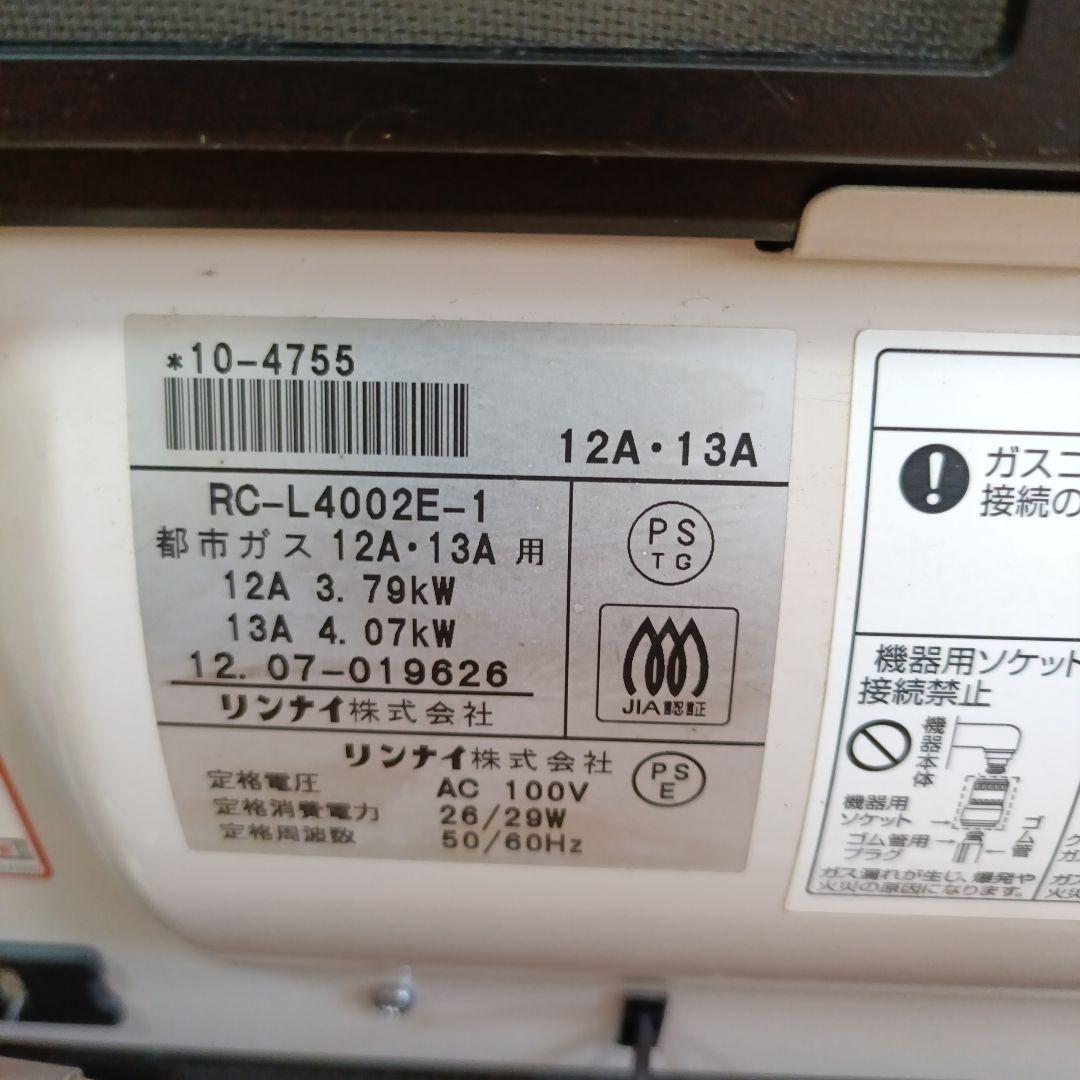 *10-4755
12A・13A
RC-L4002E-1
都市ガス 12A・13A 用
12A 3.79kW
13A 4.07kW
12.07-019626
リンナイ株式会社
PS
TG
JIA認証
リンナイ株式会社
定格電圧 AC 100V
定格消費電力 26/29W
定格周波数 50/60Hz
PS
E
ガスコ
接続の
機器用ソケット
接続禁止
機器本体
機器用
ソケット
ゴム管用
プラグ
ゴム管
ガス漏れが生じ、爆発や
火災の原因になります。
ガ
ガス
火災